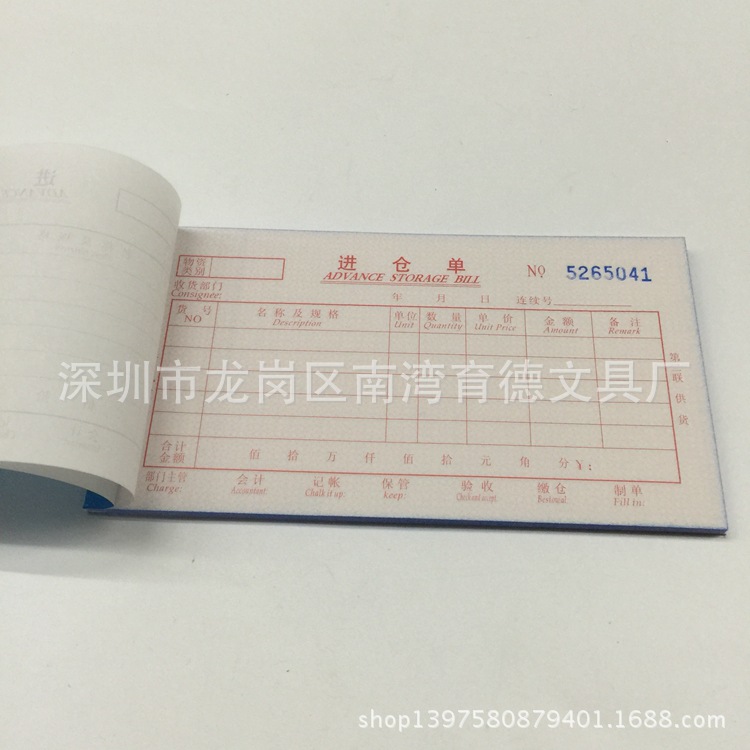 进
进仓单
ADVANCE STORAGE BILL
NO 5265041
物资类别
收货部门
Consignee:
年 月 日 连续号
货号 名称及规格 单位 数量 单价 金额 备注
NO Description Unit Quantity Unit Price Amount Remark
深圳市龙岗区南湾育德文具厂
第 联 供货
合计金额 佰 拾 万 仟 佰 拾 元 角 分 ¥:
部门主管 会计 记帐 保管 验收 缴仓 制单
Charge: Accountant: Chalk it up: keep: Fill in:
shop1397580879401.1688.com